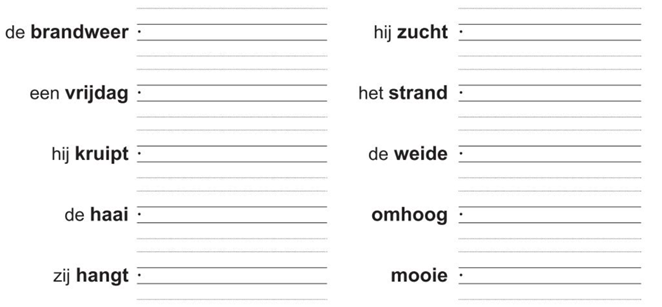 de brandweer
een vrijdag
hij kruipt
de haai
zij hangt
hij zucht
het strand
de weide
omhoog
mooie